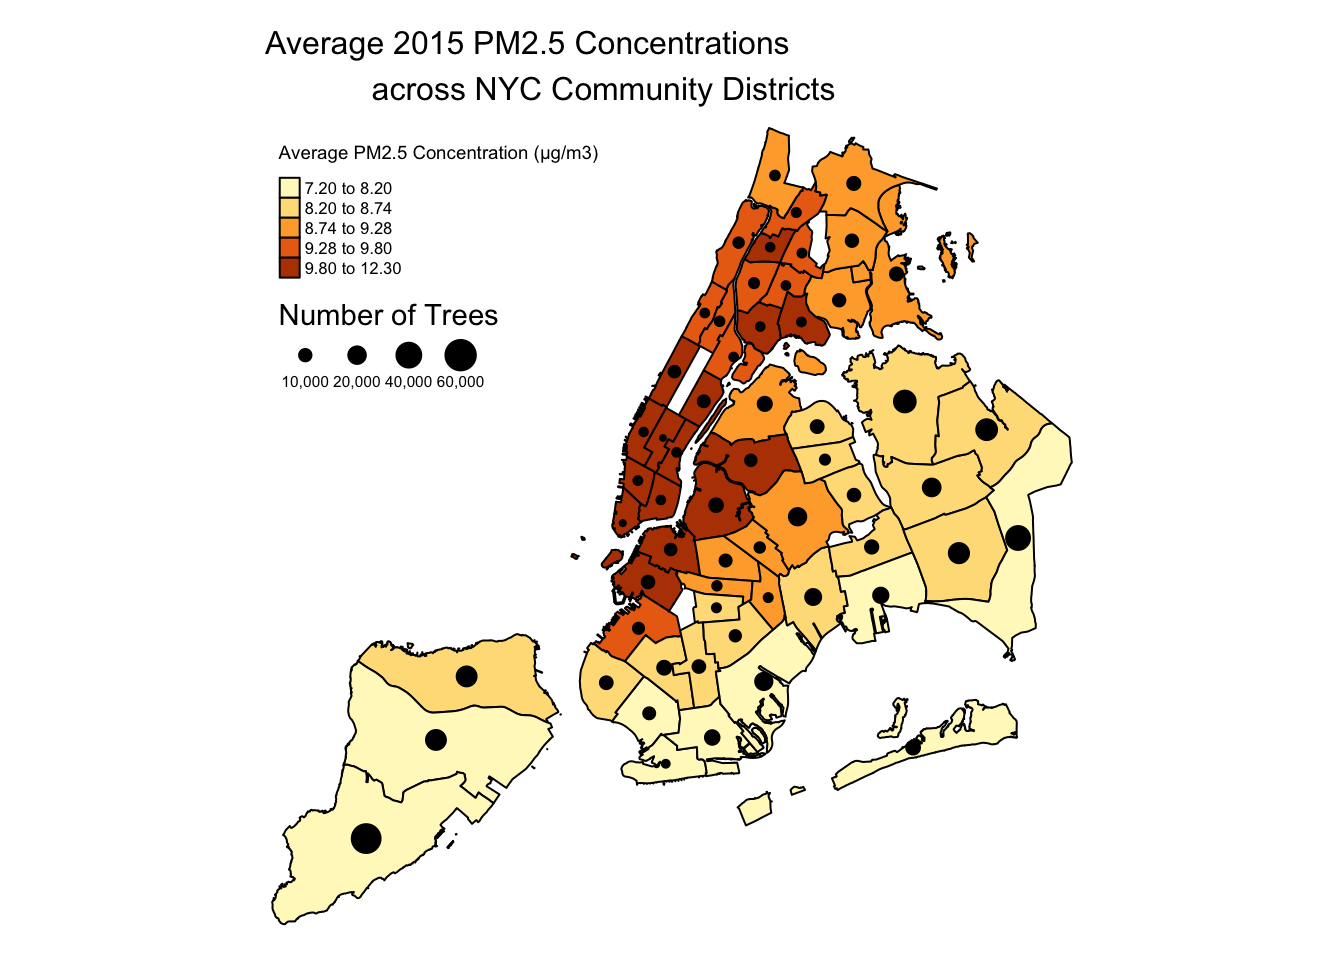 Average 2015 PM2.5 Concentrations
across NYC Community Districts
Average PM2.5 Concentration (µg/m3)
7.20 to 8.20
8.20 to 8.74
8.74 to 9.28
9.28 to 9.80
9.80 to 12.30
Number of Trees
10,000 20,000 40,000 60,000